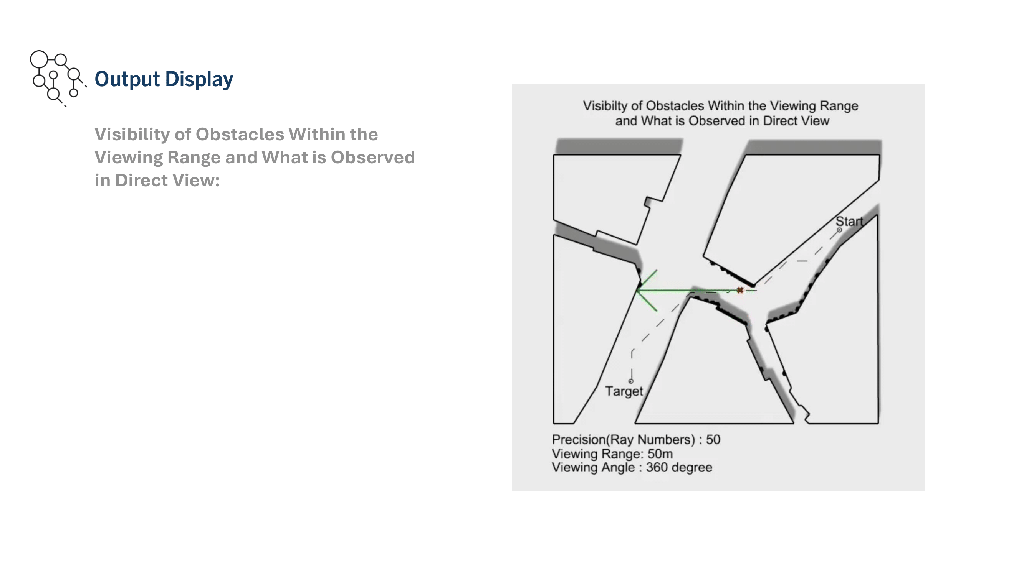 Output Display
Visibility of Obstacles Within the
Viewing Range and What is Observed
in Direct View:
Visibilty of Obstacles Within the Viewing Range
and What is Observed in Direct View
Start
Target
Precision(Ray Numbers) : 50
Viewing Range: 50m
Viewing Angle : 360 degree